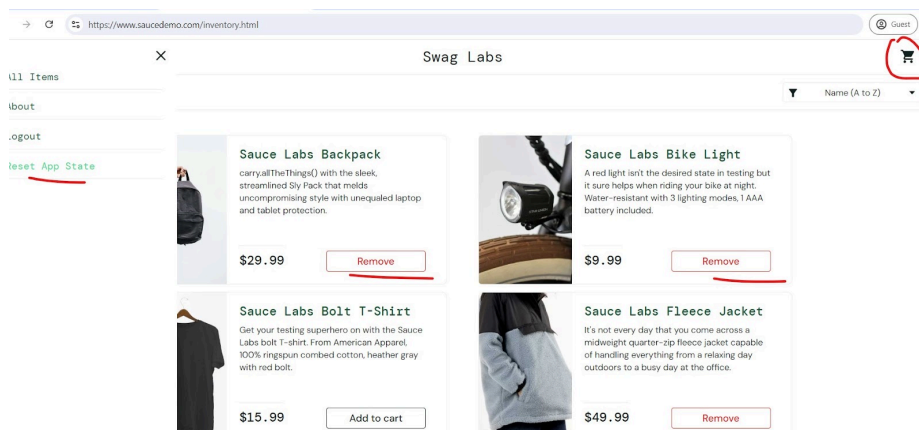 https://www.saucedemo.com/inventory.html
Guest
Swag Labs
All Items
About
Logout
Reset App State
Name (A to Z)
Sauce Labs Backpack
carry.allTheThings() with the sleek,
streamlined Sly Pack that melds
uncompromising style with unequaled laptop
and tablet protection.
$29.99
Remove
Sauce Labs Bike Light
A red light isn't the desired state in testing but
it sure helps when riding your bike at night.
Water-resistant with 3 lighting modes, 1 AAA
battery included.
$9.99
Remove
Sauce Labs Bolt T-Shirt
Get your testing superhero on with the Sauce
Labs bolt T-shirt. From American Apparel,
100% ringspun combed cotton, heather gray
with red bolt.
$15.99
Add to cart
Sauce Labs Fleece Jacket
It's not every day that you come across a
midweight quarter-zip fleece jacket capable
of handling everything from a relaxing day
outdoors to a busy day at the office.
$49.99
Remove